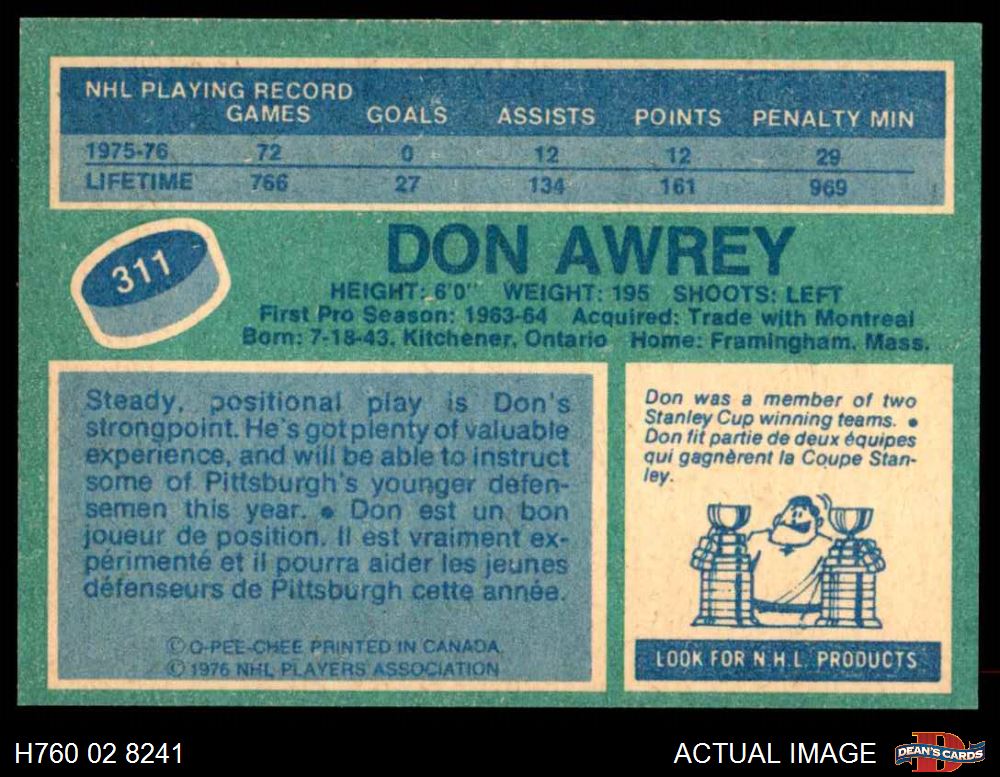 NHL PLAYING RECORD
GAMES GOALS ASSISTS POINTS PENALTY MIN
1975-76 72 0 12 12 29
LIFETIME 766 27 134 161 969
311
DON AWREY
HEIGHT: 6'0" WEIGHT: 195 SHOOTS: LEFT
First Pro Season: 1963-64 Acquired: Trade with Montreal
Born: 7-18-43, Kitchener, Ontario Home: Framingham, Mass.
Steady, positional play is Don's
strongpoint. He's got plenty of valuable
experience, and will be able to instruct
some of Pittsburgh's younger defen-
semen this year. • Don est un bon
joueur de position. Il est vraiment ex-
périmenté et il pourra aider les jeunes
défenseurs de Pittsburgh cette année.
© O-PEE-CHEE PRINTED IN CANADA
© 1976 NHL PLAYERS ASSOCIATION
Don was a member of two
Stanley Cup winning teams. •
Don fit partie de deux équipes
qui gagnèrent la Coupe Stan-
ley.
LOOK FOR N.H.L. PRODUCTS
H760 02 8241
ACTUAL IMAGE
D
DEAN'S CARDS